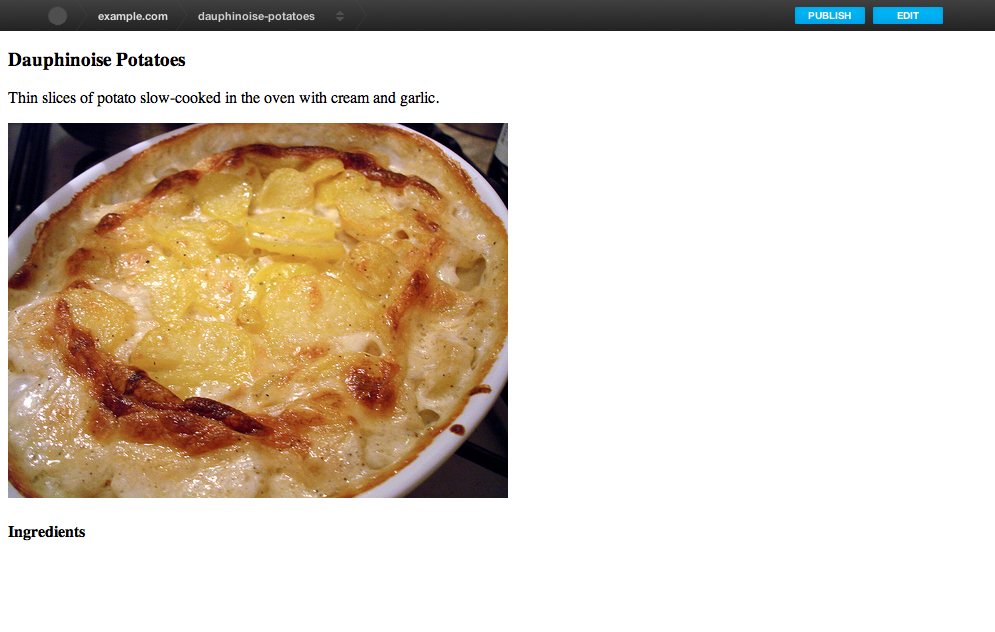 example.com dauphinoise-potatoes PUBLISH EDIT
Dauphinoise Potatoes
Thin slices of potato slow-cooked in the oven with cream and garlic.
Ingredients